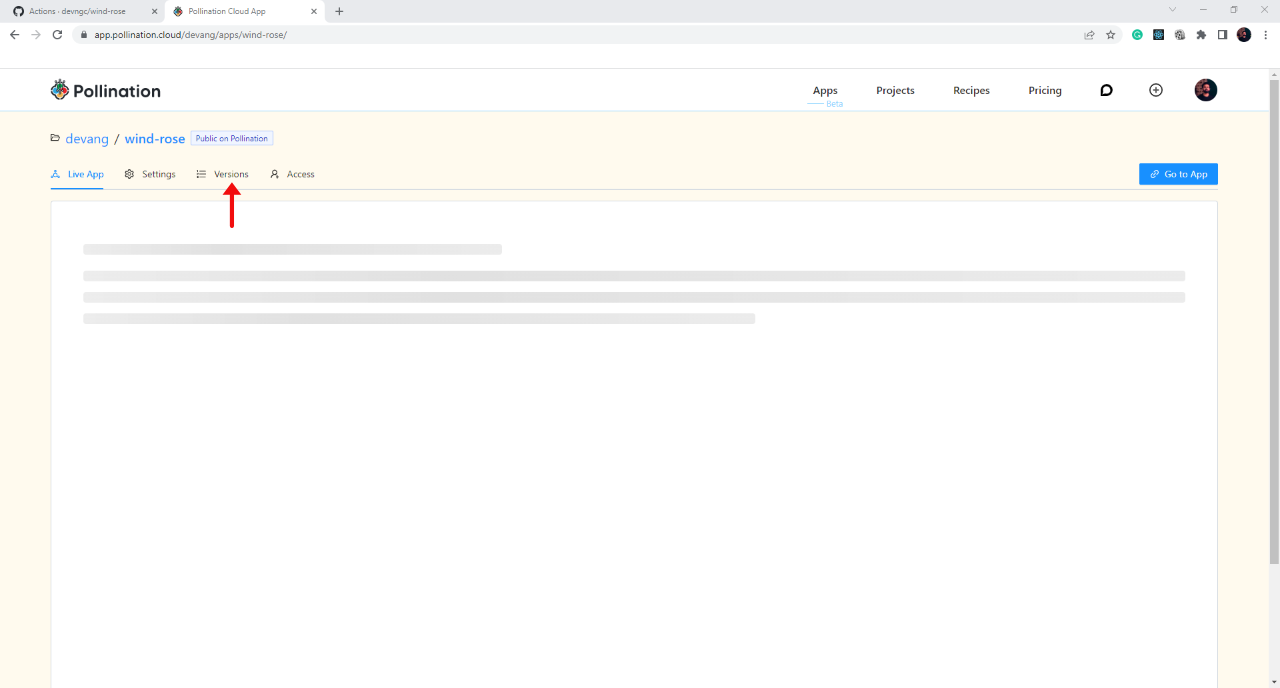 Actions · devngc/wind-rose
Pollination Cloud App
app.pollination.cloud/devang/apps/wind-rose/
Pollination
Apps
Beta
Projects
Recipes
Pricing
devang / wind-rose
Public on Pollination
Live App
Settings
Versions
Access
Go to App